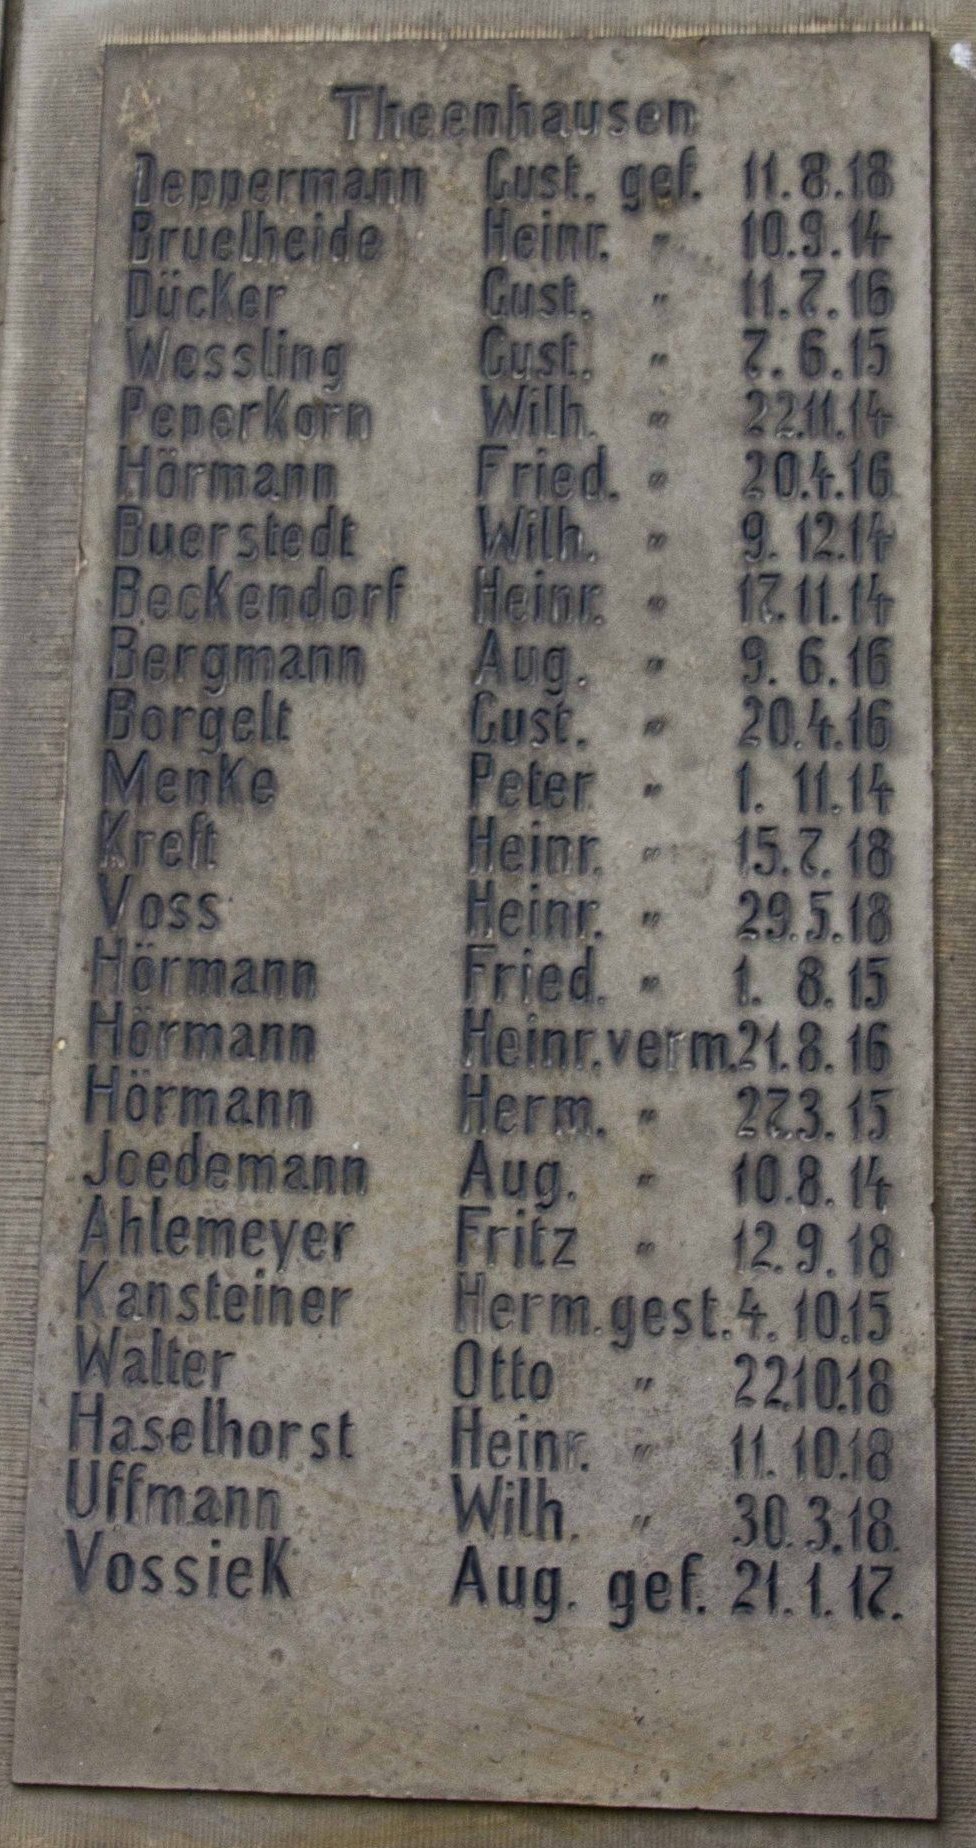 Theenhausen
Deppermann Gust. gef. 11.8.18
Bruelheide Heinr. " 10.9.14
Dücker Gust. " 11.7.16
Wessling Gust. " 7.6.15
Peperkorn Wilh. " 22.11.14
Hörmann Fried. " 20.4.16
Buerstedt Wilh. " 9.12.14
Beckendorf Heinr. " 17.11.14
Bergmann Aug. " 9.6.16
Borgelt Gust. " 20.4.16
Menke Peter " 1.11.14
Kreft Heinr. " 15.7.18
Voss Heinr. " 29.5.18
Hörmann Fried. " 1.8.15
Hörmann Heinr. verm. 21.8.16
Hörmann Herm. " 27.3.15
Joedemann Aug. " 10.8.14
Ahlemeyer Fritz " 12.9.18
Kansteiner Herm. gest. 4.10.15
Walter Otto " 22.10.18
Haselhorst Heinr. " 11.10.18
Uffmann Wilh. " 30.3.18.
Vossiek Aug. gef. 21.1.17.